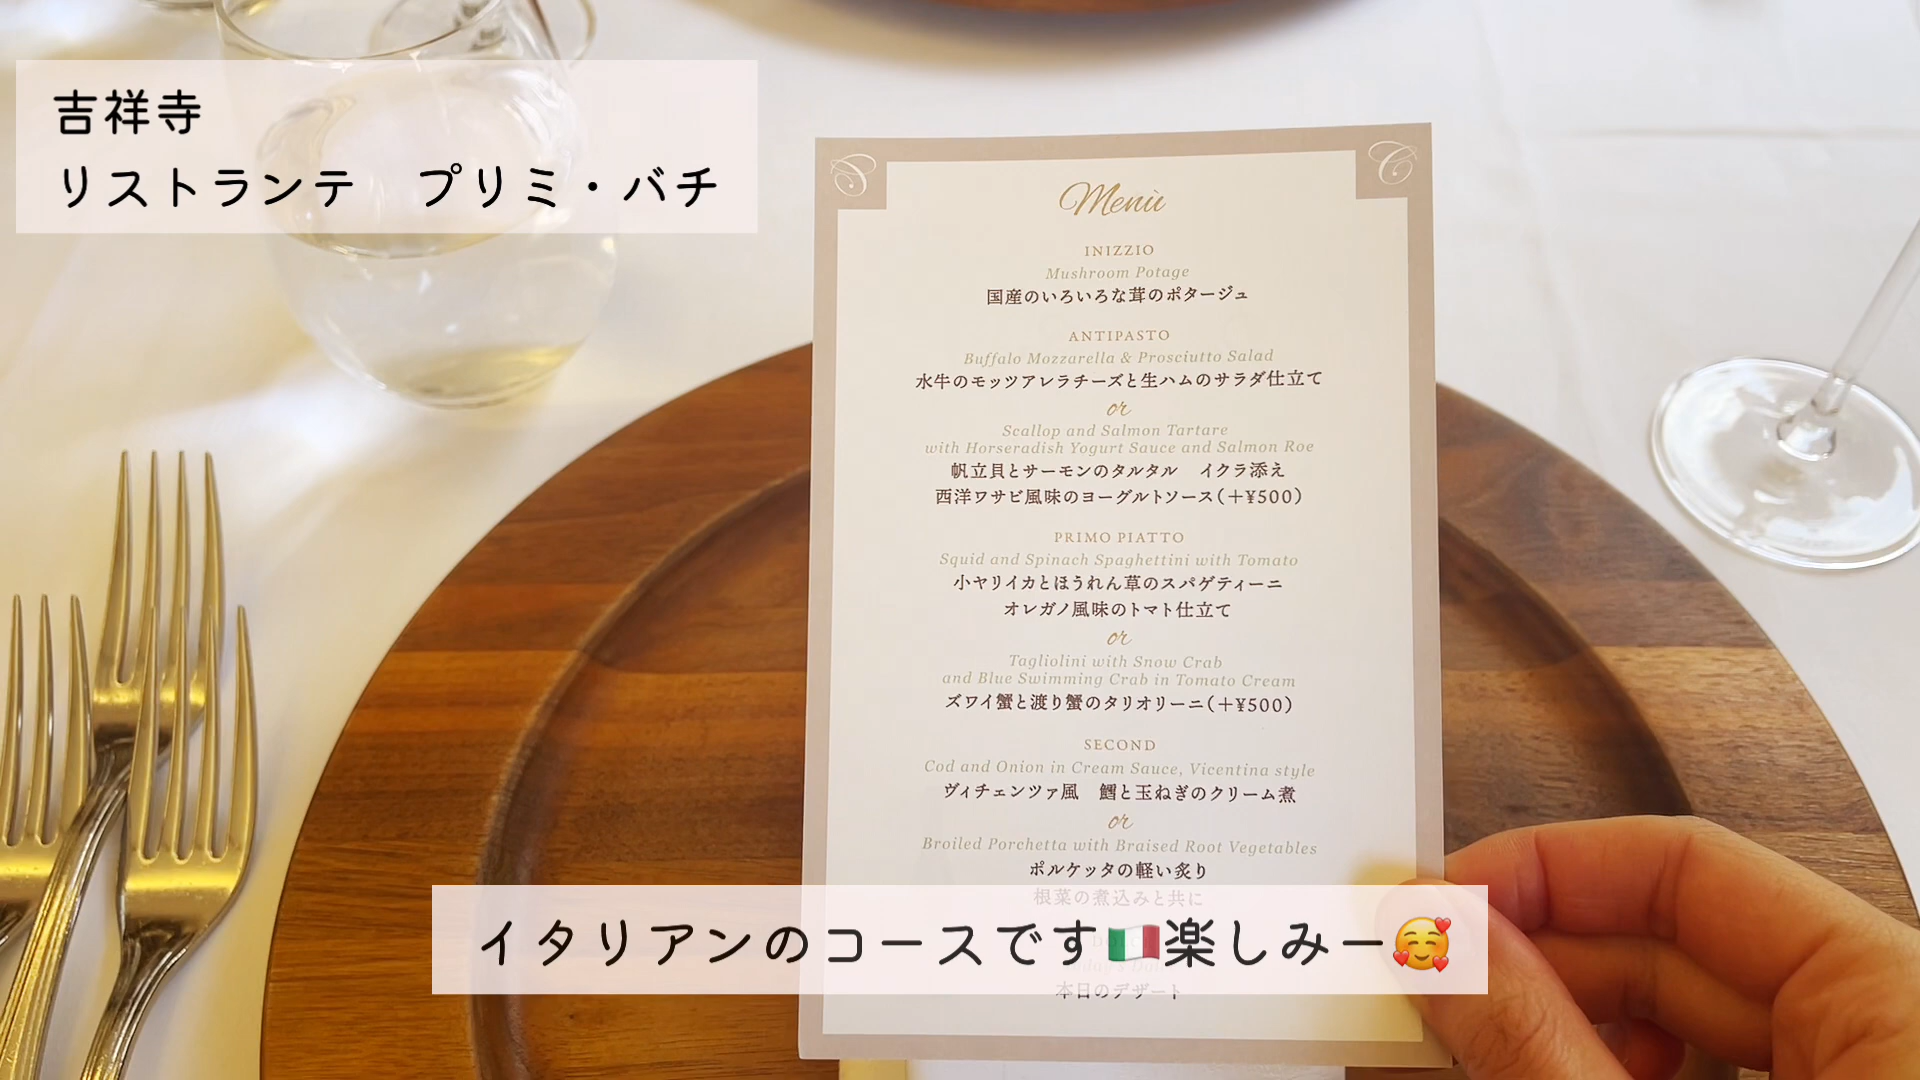 吉祥寺
リストランテ　プリミ・バチ
Menù
INIZZIO
Mushroom Potage
国産のいろいろな茸のポタージュ
ANTIPASTO
Buffalo Mozzarella & Prosciutto Salad
水牛のモッツアレラチーズと生ハムのサラダ仕立て
or
Scallop and Salmon Tartare
with Horseradish Yogurt Sauce and Salmon Roe
帆立貝とサーモンのタルタル　イクラ添え
西洋ワサビ風味のヨーグルトソース(+¥500)
PRIMO PIATTO
Squid and Spinach Spaghettini with Tomato
小ヤリイカとほうれん草のスパゲティーニ
オレガノ風味のトマト仕立て
or
Tagliolini with Snow Crab
and Blue Swimming Crab in Tomato Cream
ズワイ蟹と渡り蟹のタリオリーニ(+¥500)
SECOND
Cod and Onion in Cream Sauce, Vicentina style
ヴィチェンツァ風　鱈と玉ねぎのクリーム煮
or
Broiled Porchetta with Braised Root Vegetables
ポルケッタの軽い炙り
根菜の煮込みと共に
イタリアンのコースです🇮🇹楽しみー🥰
本日のデザート